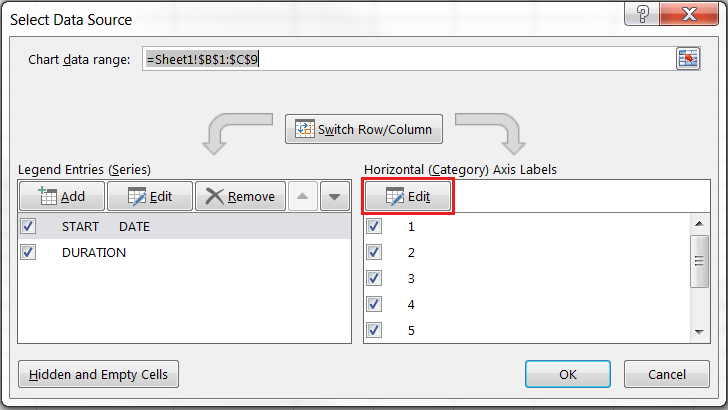 Select Data Source
?
Chart data range: =Sheet1!$B$1:$C$9
Switch Row/Column
Legend Entries (Series)
Horizontal (Category) Axis Labels
Add Edit Remove
Edit
START DATE
DURATION
1
2
3
4
5
Hidden and Empty Cells
OK Cancel